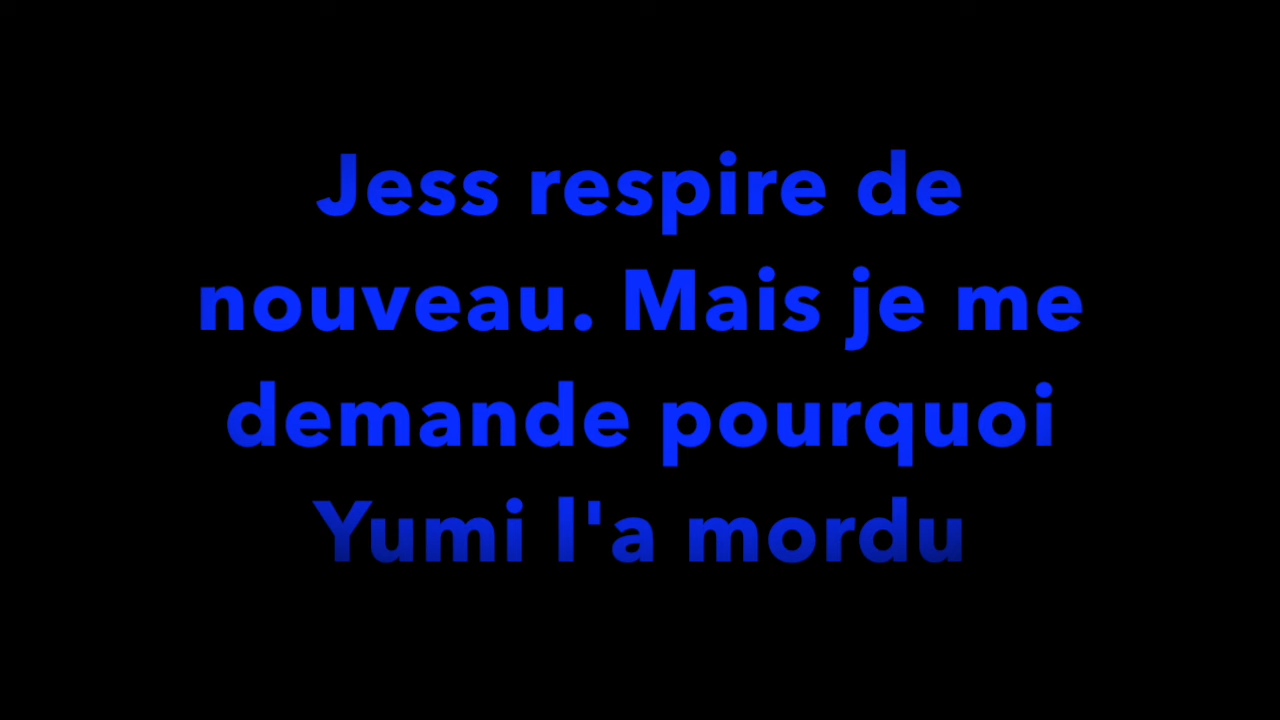 Jess respire de
nouveau. Mais je me
demande pourquoi
Yumi l'a mordu